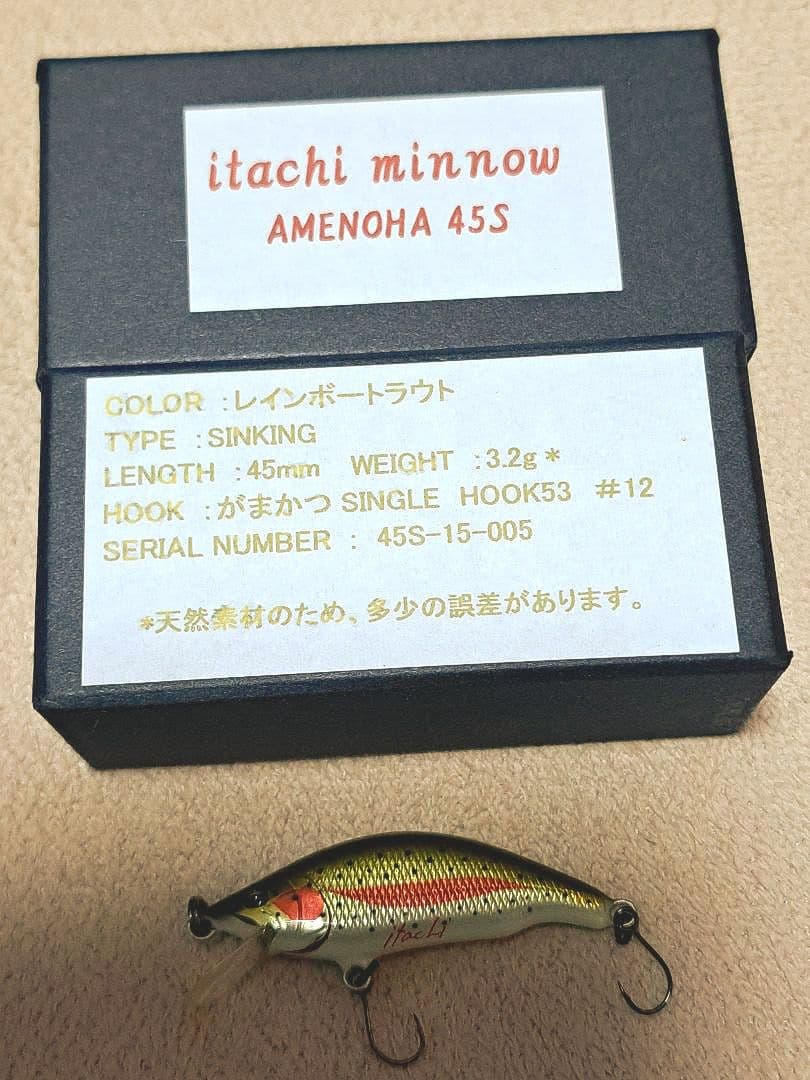 itachi minnow
AMENOHA 45S
COLOR :レインボートラウト
TYPE :SINKING
LENGTH :45mm WEIGHT :3.2g *
HOOK :がまかつ SINGLE HOOK53 #12
SERIAL NUMBER : 45S-15-005
*天然素材のため、多少の誤差があります。
itachi